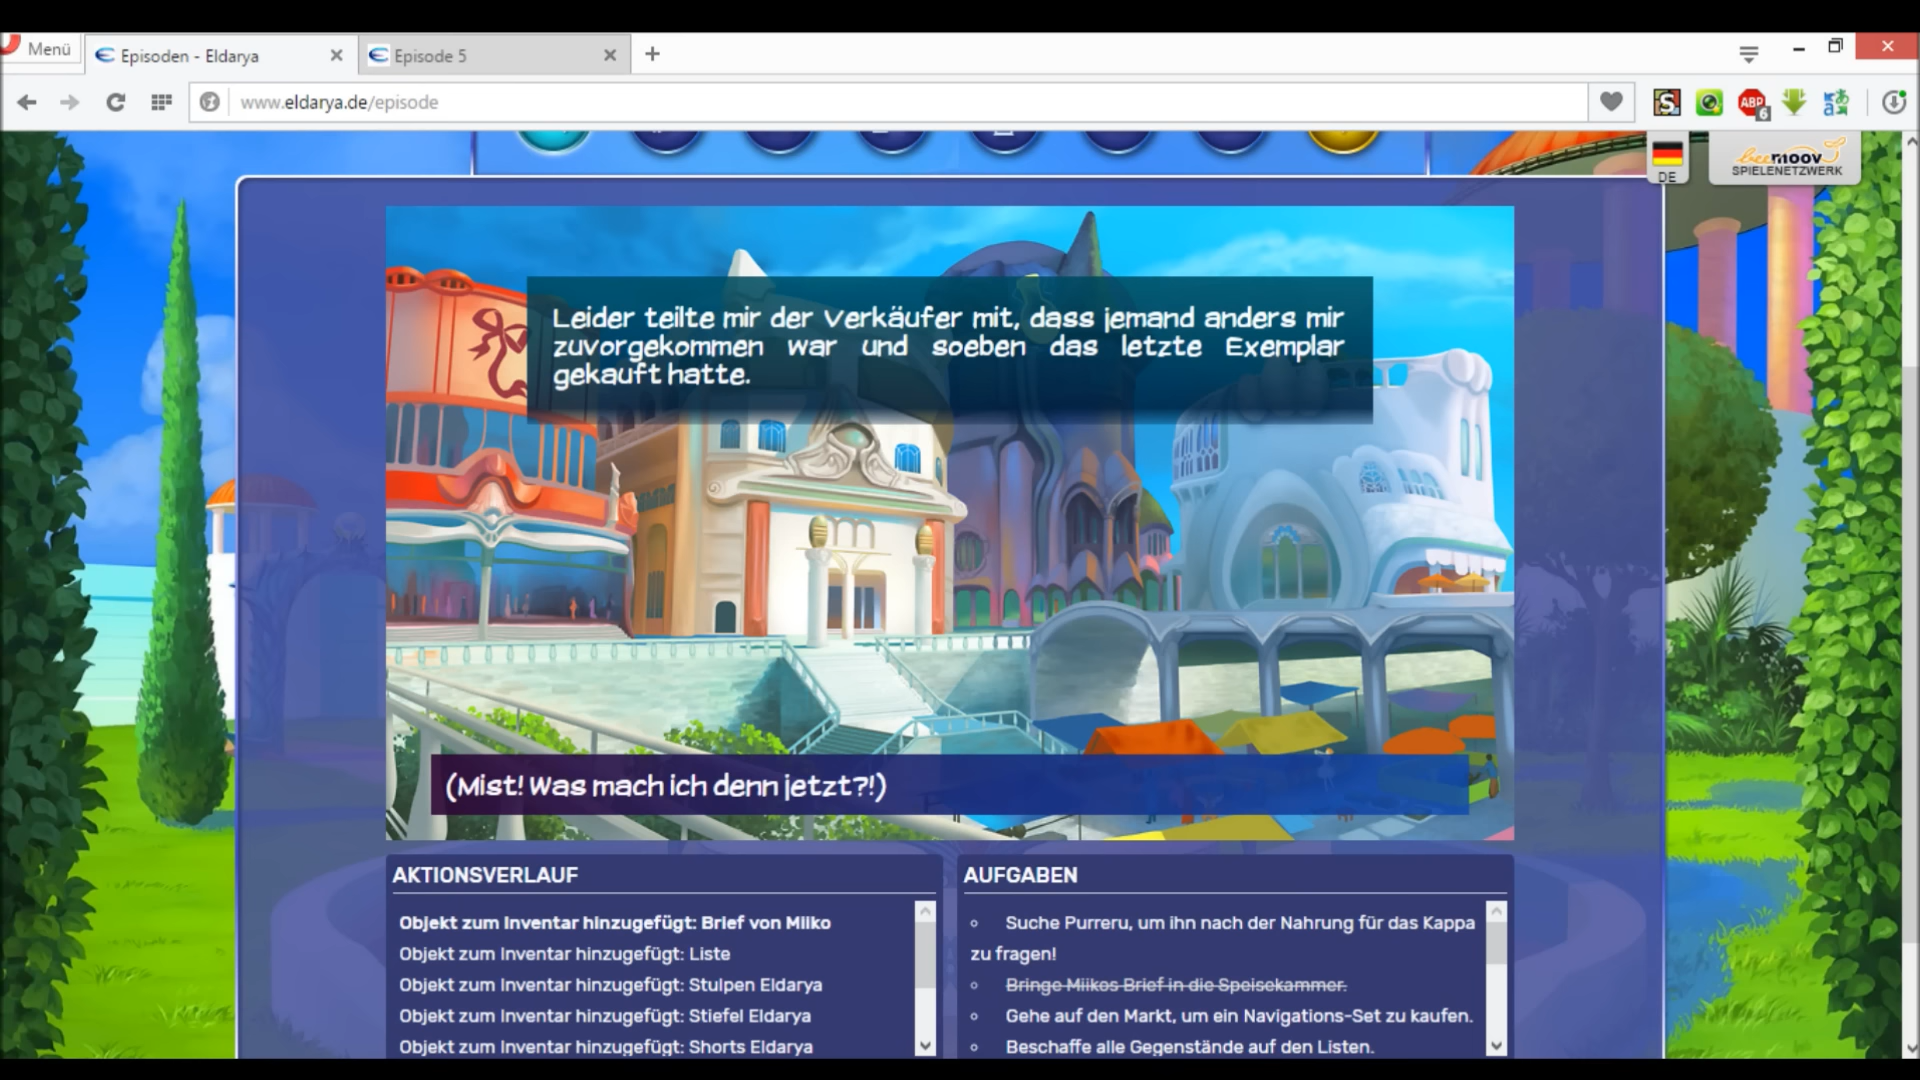 Menü
Episoden - Eldarya
Episode 5
www.eldarya.de/episode
ABP
6
DE
beemoov
SPIELENETZWERK
Leider teilte mir der Verkäufer mit, dass jemand anders mir
zuvorgekommen war und soeben das letzte Exemplar
gekauft hatte.
(Mist! Was mach ich denn jetzt?!)
AKTIONSVERLAUF
Objekt zum Inventar hinzugefügt: Brief von Miiko
Objekt zum Inventar hinzugefügt: Liste
Objekt zum Inventar hinzugefügt: Stulpen Eldarya
Objekt zum Inventar hinzugefügt: Stiefel Eldarya
Objekt zum Inventar hinzugefügt: Shorts Eldarya
AUFGABEN
Suche Purreru, um ihn nach der Nahrung für das Kappa
zu fragen!
Bringe Miikos Brief in die Speisekammer.
Gehe auf den Markt, um ein Navigations-Set zu kaufen.
Beschaffe alle Gegenstände auf den Listen.